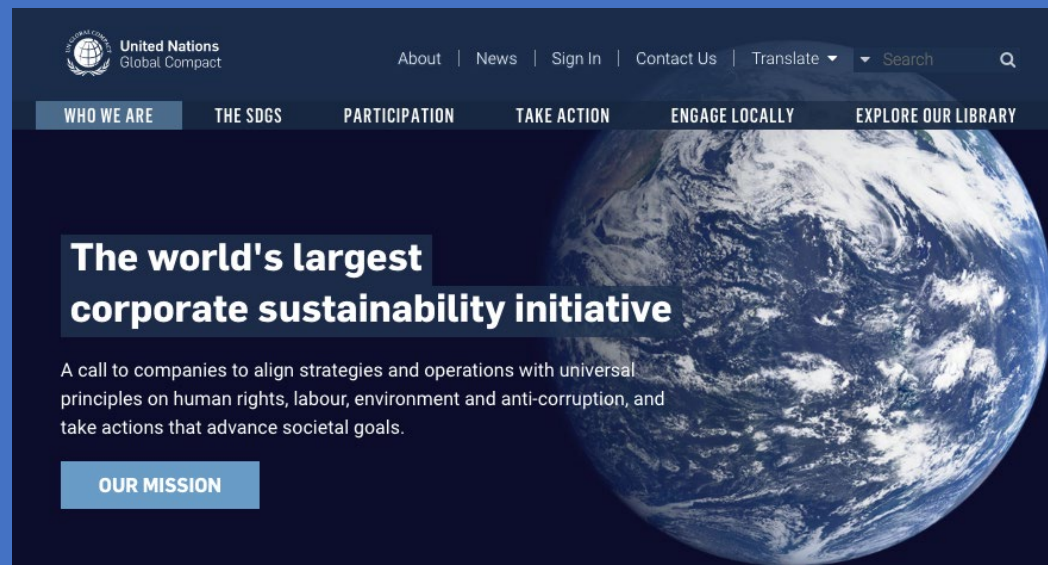 UN GLOBAL COMPACT
United Nations
Global Compact
About | News | Sign In | Contact Us | Translate Search
WHO WE ARE THE SDGS PARTICIPATION TAKE ACTION ENGAGE LOCALLY EXPLORE OUR LIBRARY
The world's largest
corporate sustainability initiative
A call to companies to align strategies and operations with universal
principles on human rights, labour, environment and anti-corruption, and
take actions that advance societal goals.
OUR MISSION